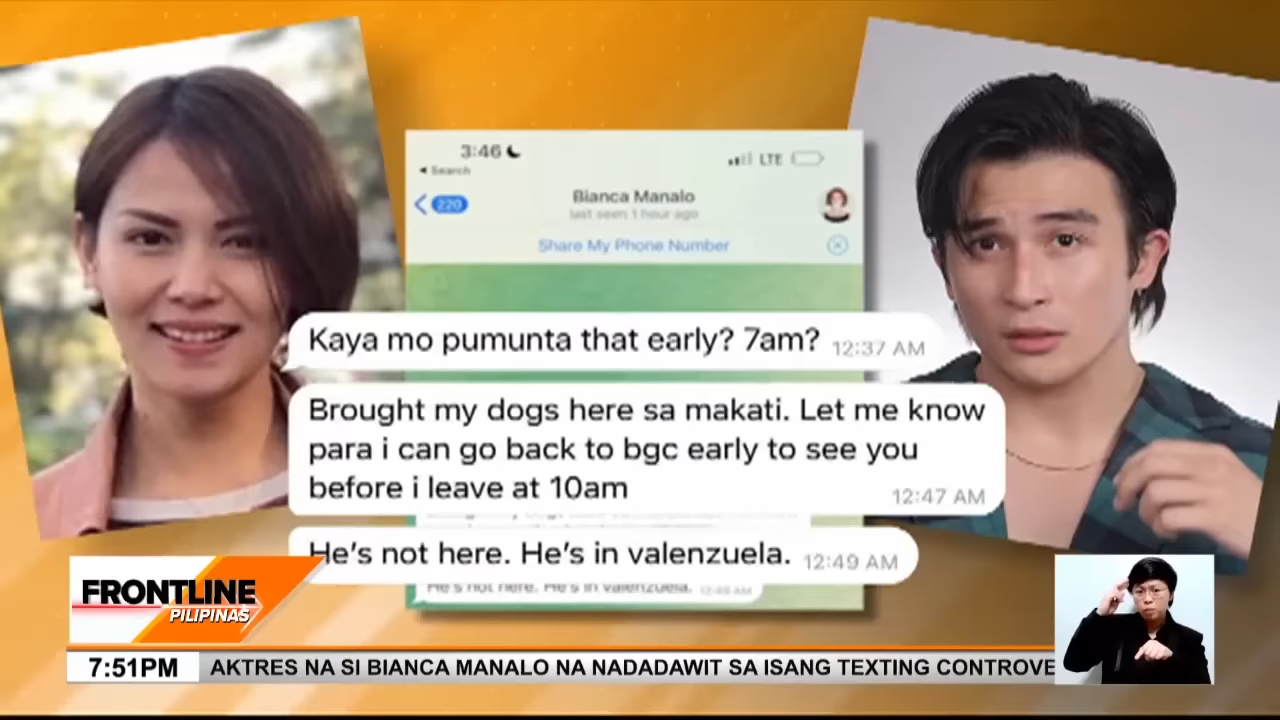 3:46
LTE
Search
220
Bianca Manalo
last seen 1 hour ago
Share My Phone Number
Kaya mo pumunta that early? 7am? 12:37 AM
Brought my dogs here sa makati. Let me know
para i can go back to bgc early to see you
before i leave at 10am
12:47 AM
He's not here. He's in valenzuela. 12:49 AM
He's not here. He's in valenzuela. 12:49 AM
FRONTLINE
PILIPINAS
7:51PM
AKTRES NA SI BIANCA MANALO NA NADADAWIT SA ISANG TEXTING CONTROVE